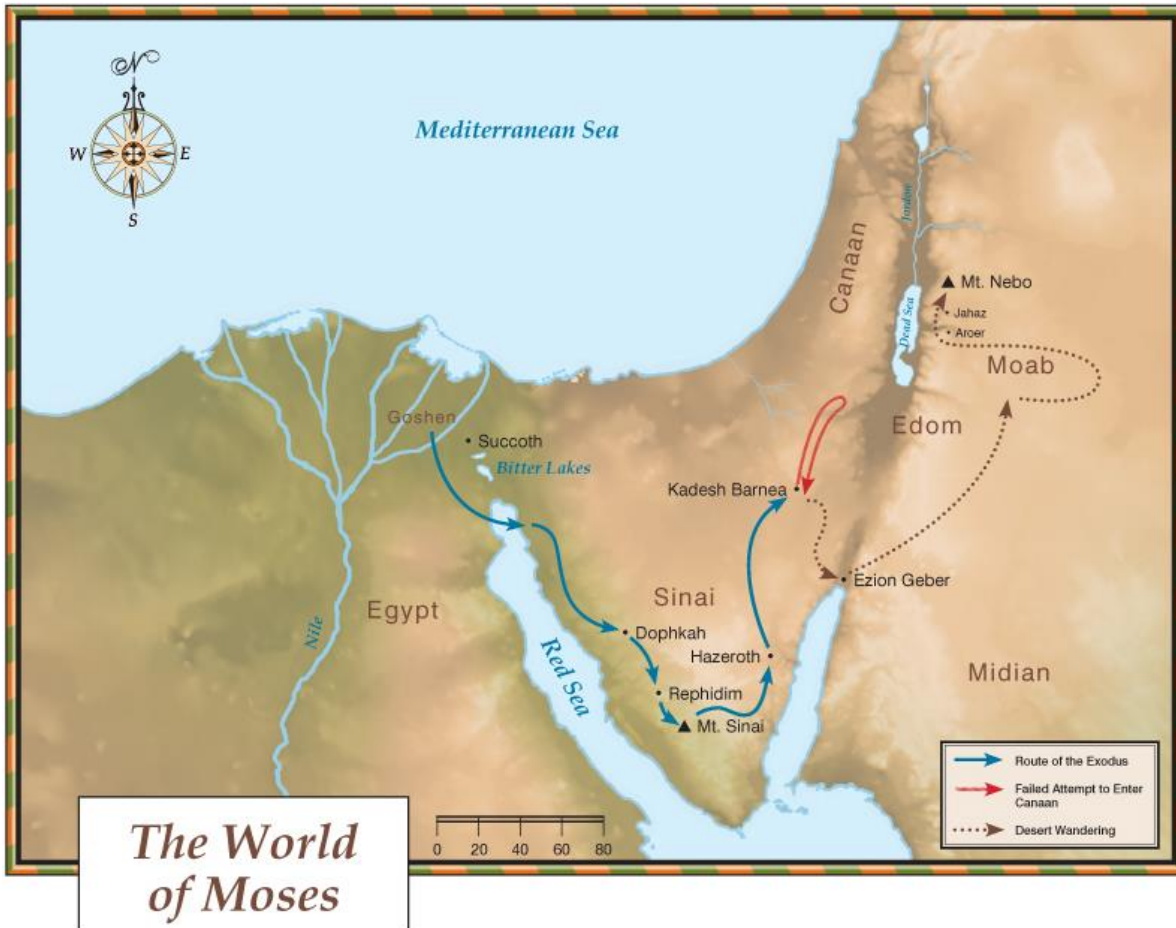 N
W
E
S
Mediterranean Sea
Jordon
Canaan
Mt. Nebo
Jahaz
Dead Sea
Aroer
Moab
Goshen
Edom
Succoth
Bitter Lakes
Kadesh Barnea
Ezion Geber
Sinai
Egypt
Nile
Dophkah
Hazeroth
Red Sea
Rephidim
Midian
Mt. Sinai
Route of the Exodus
Failed Attempt to Enter
Canaan
Desert Wandering
0 20 40 60 80
The World
of Moses